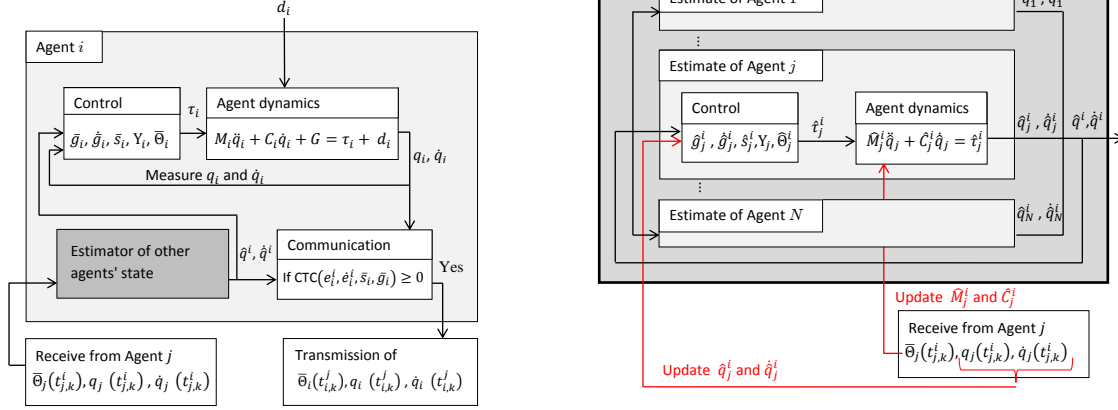 d_i
Agent i
Control
τ_i
Agent dynamics
ḡ_i, ġ̄_i, s̄_i, Y_i, Θ̄_i
M_i q̈_i + C_i q̇_i + G = τ_i + d_i
q_i, q̇_i
Measure q_i and q̇_i
Estimator of other
agents' state
q̂^i, q̂̇^i
Communication
If CTC(e_i^i, ė_i^i, s̄_i, ḡ_i) ≥ 0
Yes
Receive from Agent j
Θ̄_j(t_{j,k}^i), q_j (t_{j,k}^i), q̇_j (t_{j,k}^i)
Transmission of
Θ̄_i(t_{i,k}^j), q_i (t_{i,k}^j), q̇_i (t_{i,k}^j)
Estimate of Agent 1
⋮
Estimate of Agent j
Control
τ̂_j^i
Agent dynamics
ĝ_j^i, ĝ̇_j^i, ŝ_j^i, Y_j, Θ̂_j^i
M̂_j^i q̂̈_j + Ĉ_j^i q̂̇_j = τ̂_j^i
q̂_j^i, q̂̇_j^i
q̂^i, q̂̇^i
⋮
Estimate of Agent N
q̂_N^i, q̂̇_N^i
Update M̂_j^i and Ĉ_j^i
Receive from Agent j
Θ̄_j(t_{j,k}^i), q_j(t_{j,k}^i), q̇_j(t_{j,k}^i)
Update q̂_j^i and q̂̇_j^i